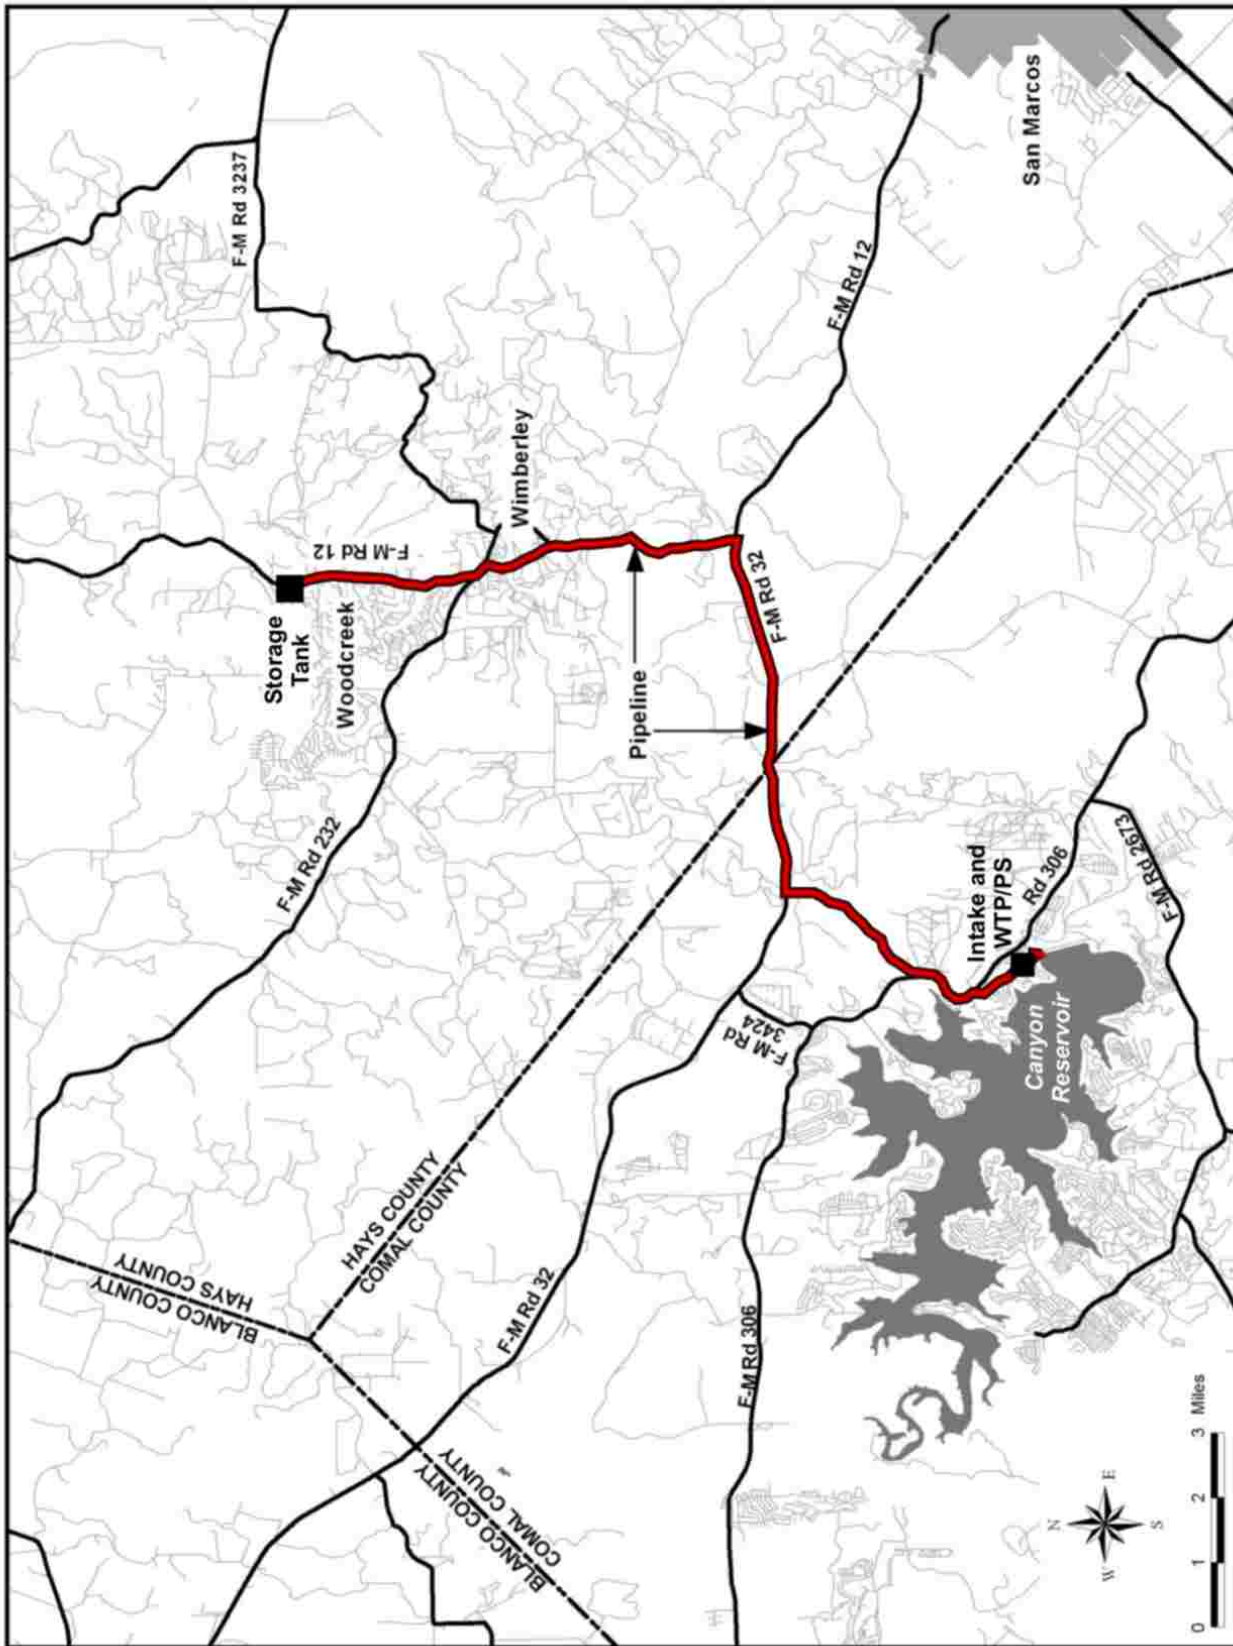 F-M Rd 3237
San Marcos
F-M Rd 12
Wimberley
F-M Rd 12
Storage
Tank
Woodcreek
F-M Rd 32
Pipeline
F-M Rd 232
Intake and
WTP/PS
Rd 306
F-M Rd 2673
Canyon
Reservoir
F-M Rd
3424
HAYS COUNTY
COMAL COUNTY
BLANCO COUNTY
HAYS COUNTY
F-M Rd 32
F-M Rd 306
BLANCO COUNTY
COMAL COUNTY
N
W
E
S
0 1 2 3 Miles